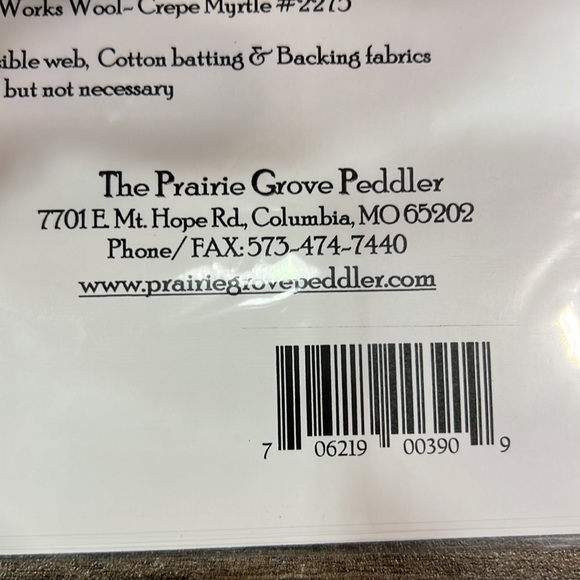 Works Wool~Crepe Myrtle #2275
sible web, Cotton batting & Backing fabrics
but not necessary
The Prairie Grove Peddler
7701 E. Mt. Hope Rd., Columbia, MO 65202
Phone/FAX:573-474-7440
www.prairiegrovepeddler.com
7 06219 00390 9